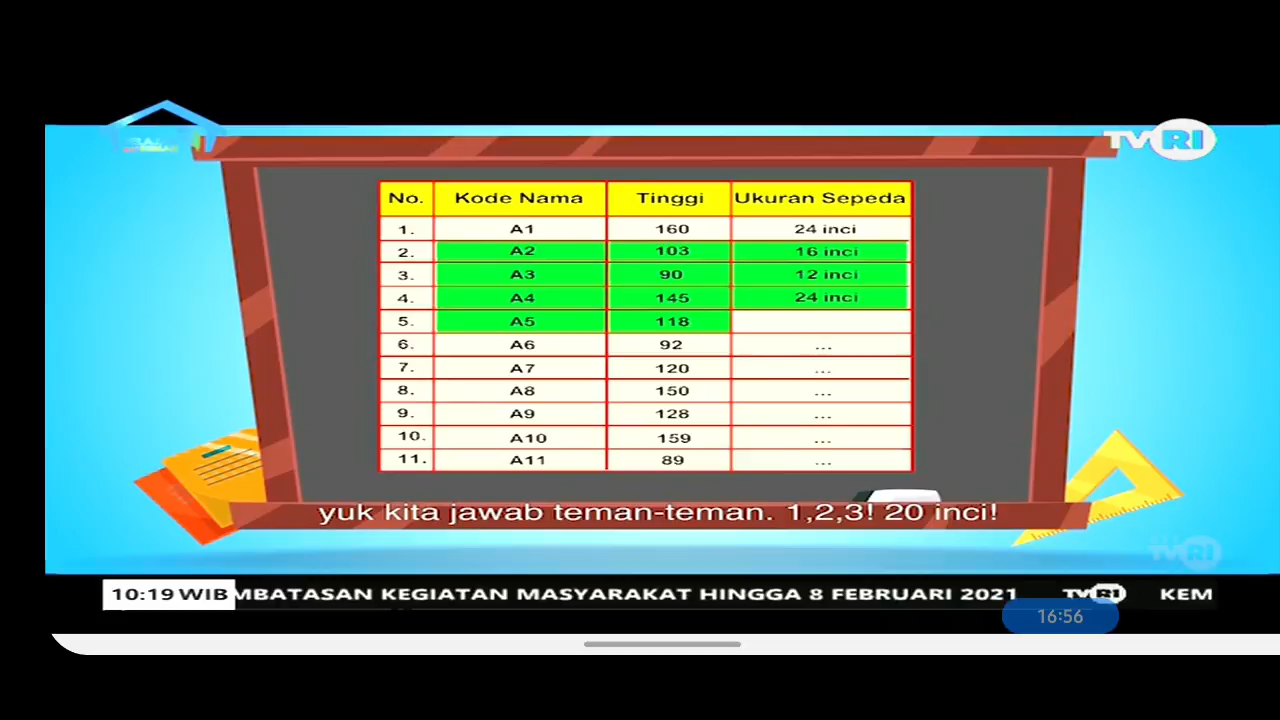 TVRI
No. Kode Nama Tinggi Ukuran Sepeda
1. A1 160 24 inci
2. A2 103 16 inci
3. A3 90 12 inci
4. A4 145 24 inci
5. A5 118
6. A6 92 ...
7. A7 120 ...
8. A8 150 ...
9. A9 128 ...
10. A10 159 ...
11. A11 89 ...
yuk kita jawab teman-teman. 1,2,3! 20 inci!
TVRI
10:19 WIB MBATASAN KEGIATAN MASYARAKAT HINGGA 8 FEBRUARI 2021 TVRI KEM
16:56